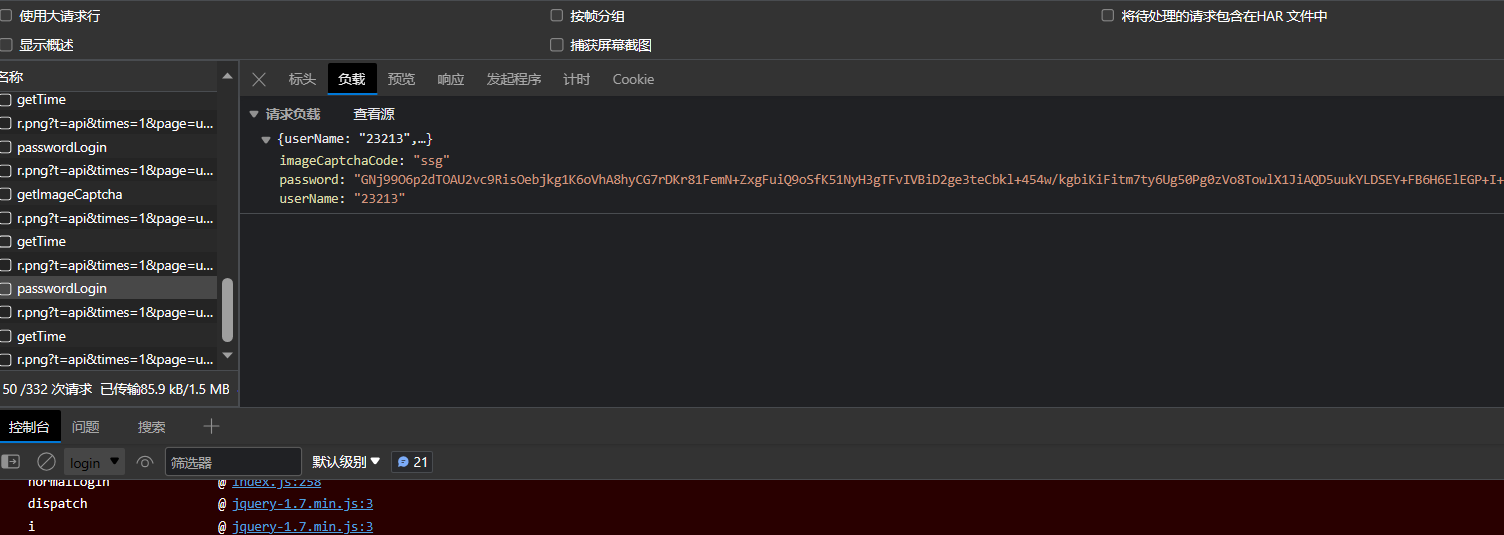 使用大请求行
按帧分组
将待处理的请求包含在HAR 文件中
显示概述
捕获屏幕截图
名称
getTime
r.png?t=api&times=1&page=u...
passwordLogin
r.png?t=api&times=1&page=u...
getImageCaptcha
r.png?t=api&times=1&page=u...
getTime
r.png?t=api&times=1&page=u...
passwordLogin
r.png?t=api&times=1&page=u...
getTime
r.png?t=api&times=1&page=u...
50 /332 次请求 已传输85.9 kB/1.5 MB
标头 负载 预览 响应 发起程序 计时 Cookie
请求负载 查看源
{userName: "23213",…}
imageCaptchaCode: "ssg"
password: "GNj99O6p2dTOAU2vc9RisOebjkg1K6oVhA8hyCG7rDKr81FemN+ZxgFuiQ9oSfK51NyH3gTFvIVBiD2ge3teCbkl+454w/kgbiKiFitm7ty6Ug50Pg0zVo8TowlX1JiAQD5uukYLDSEY+FB6H6ElEGP+I+
userName: "23213"
控制台 问题 搜索
login 筛选器 默认级别 21
normalLogin @ index.js:258
dispatch @ jquery-1.7.min.js:3
i @ jquery-1.7.min.js:3